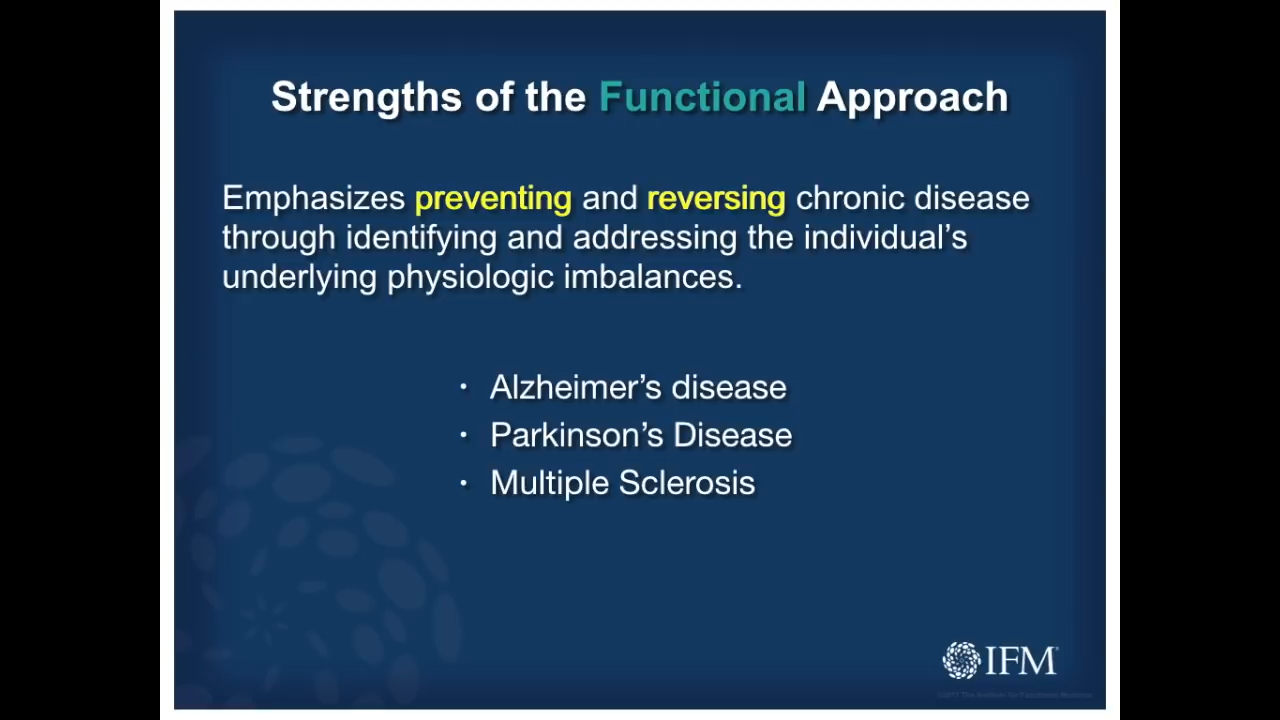 Strengths of the Functional Approach
Emphasizes preventing and reversing chronic disease
through identifying and addressing the individual's
underlying physiologic imbalances.
• Alzheimer's disease
• Parkinson's Disease
• Multiple Sclerosis
IFM